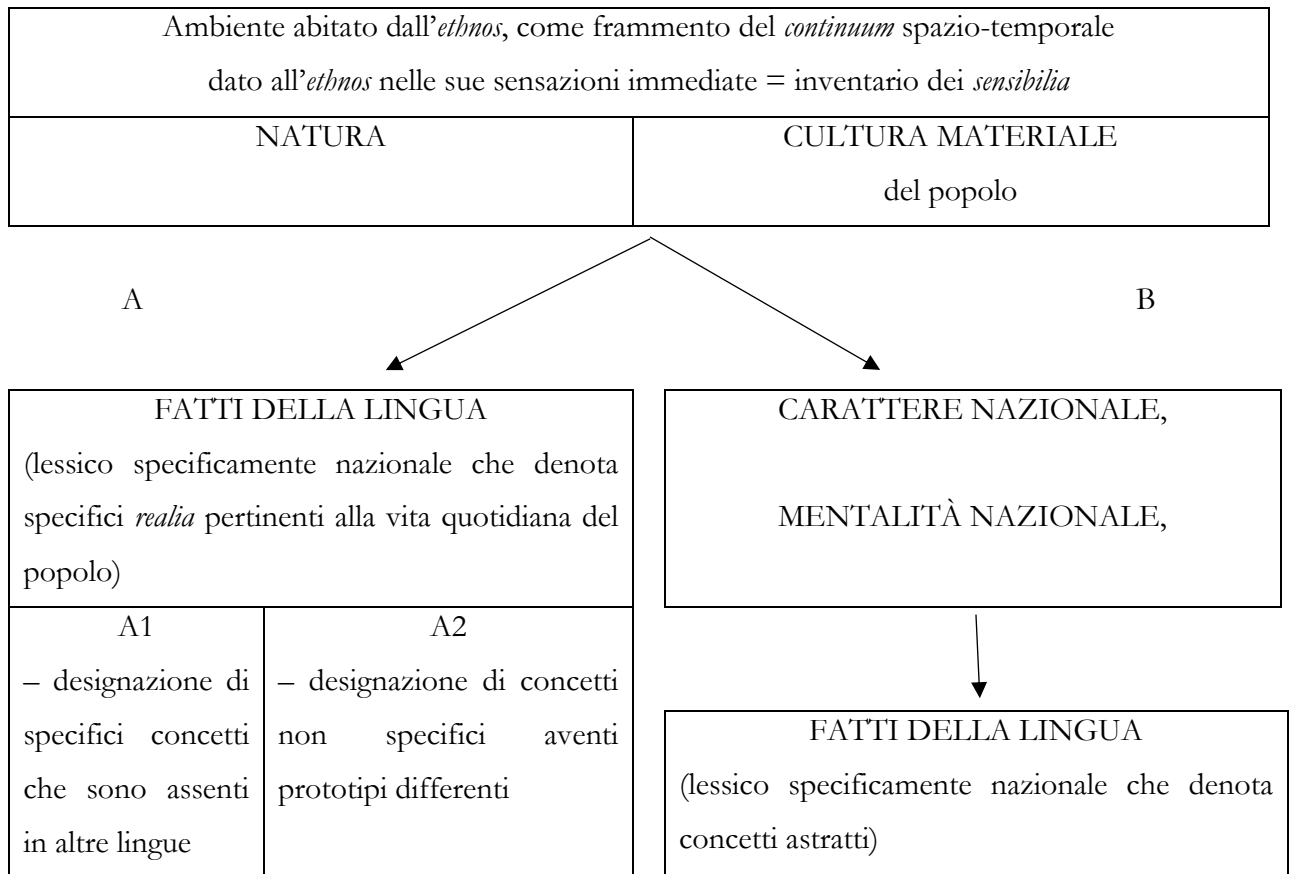 Ambiente abitato dall’ethnos, come frammento del continuum spazio-temporale
dato all’ethnos nelle sue sensazioni immediate = inventario dei sensibilia
NATURA
CULTURA MATERIALE
del popolo
A
B
FATTI DELLA LINGUA
(lessico specificamente nazionale che denota
specifici realia pertinenti alla vita quotidiana del
popolo)
A1
– designazione di
specifici concetti
che sono assenti
in altre lingue
A2
– designazione di concetti
non specifici aventi
prototipi differenti
CARATTERE NAZIONALE,
MENTALITÀ NAZIONALE,
FATTI DELLA LINGUA
(lessico specificamente nazionale che denota
concetti astratti)